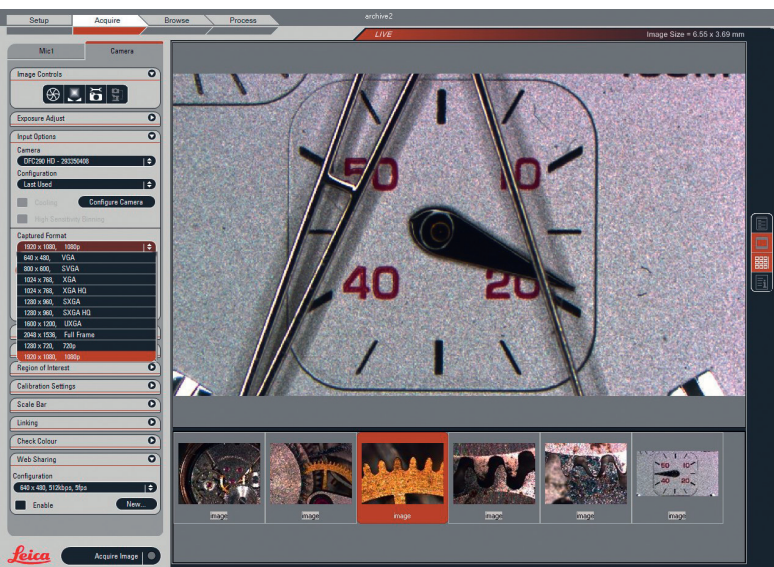 Setup
Acquire
Browse
Process
archive2
LIVE
Image Size = 6.55 x 3.69 mm
Mic1
Camera
Image Controls
Exposure Adjust
Input Options
Camera
DFC290 HD - 293350408
Configuration
Last Used
Cooling
Configure Camera
Captured Format
1920 x 1080, 1080p
640 x 480, VGA
800 x 600, SVGA
1024 x 768, XGA
1024 x 768, XGA HQ
1280 x 960, SXGA
1280 x 960, SXGA HQ
1600 x 1200, UXGA
2048 x 1536, Full Frame
1280 x 720, 720p
1920 x 1080, 1080p
Region of Interest
Calibration Settings
Scale Bar
Linking
Check Colour
Web Sharing
Configuration
640 x 480, 512kbps, 5fps
Enable
New...
Leica
Acquire Image
50 10
40 20
image
image
image
image
image
image
50 10
40 20